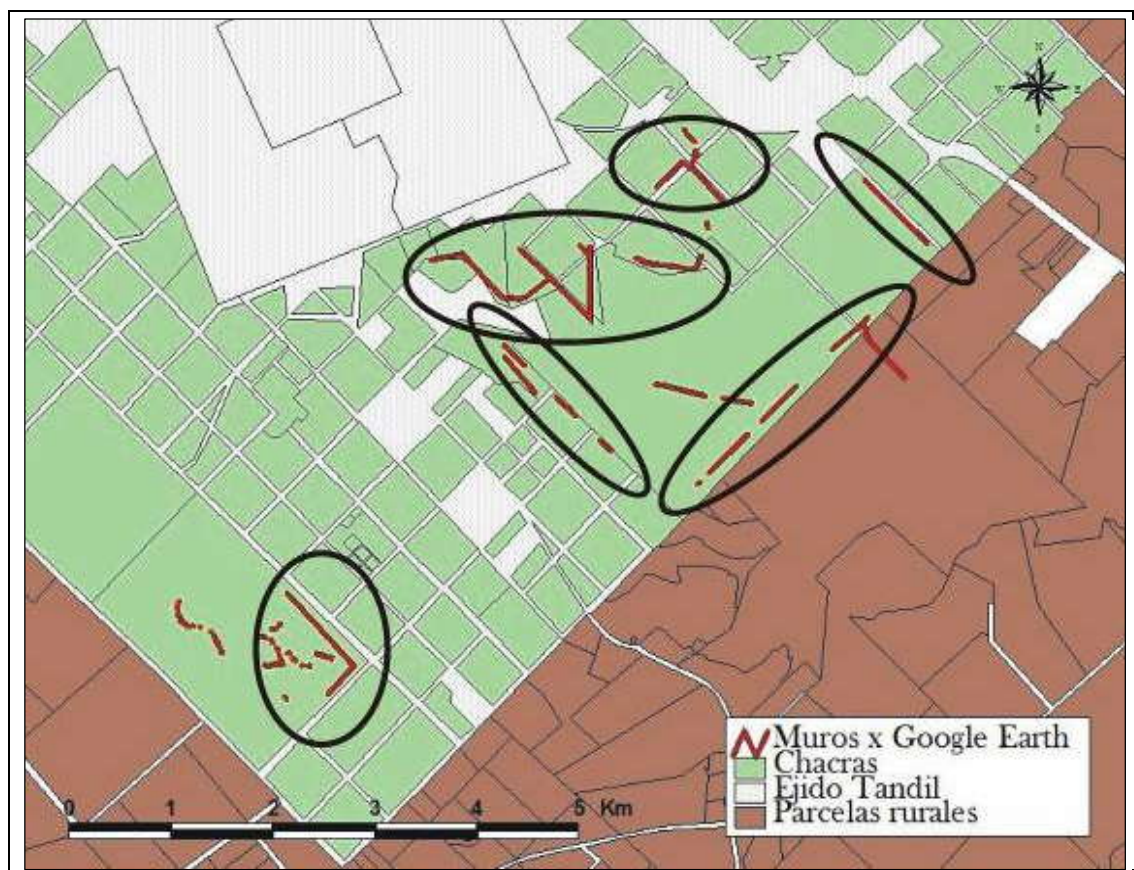 N
W
E
S
Muros x Google Earth
Chacras
Ejido Tandil
Parcelas rurales
0 1 2 3 4 5 Km